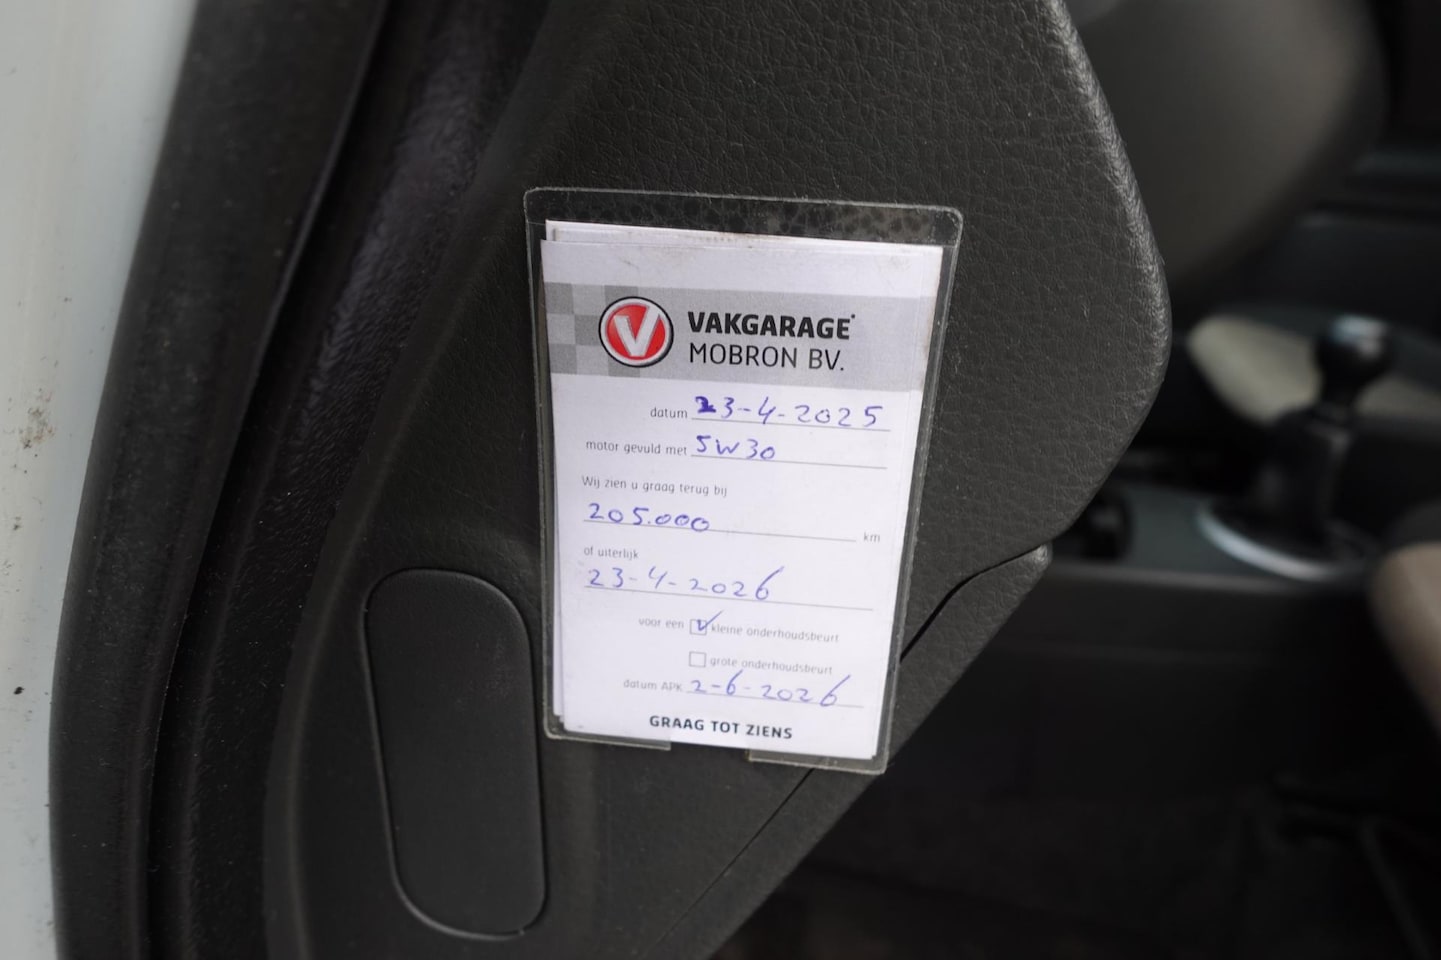 VAKGARAGE
MOBRON BV.
datum 23-4-2025
motor gevuld met 5W30
Wij zien u graag terug bij
205.000 km
of uiterlijk
23-4-2026
voor een kleine onderhoudsbeurt
grote onderhoudsbeurt
datum APK 2-6-2026
GRAAG TOT ZIENS